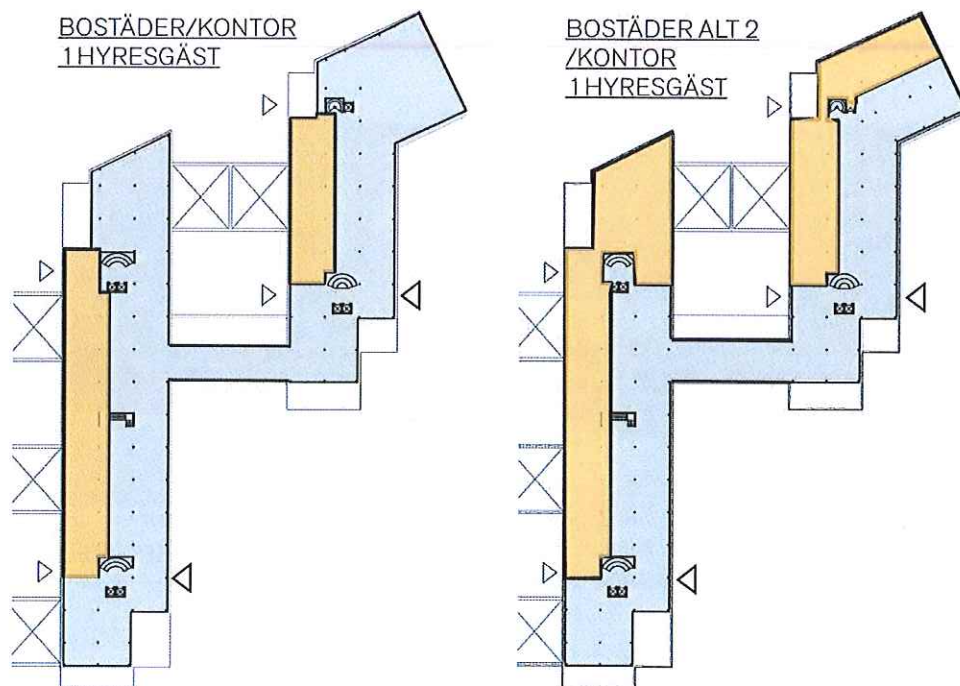 BOSTÄDER/KONTOR
1 HYRESGÄST
BOSTÄDER ALT 2
/KONTOR
1 HYRESGÄST